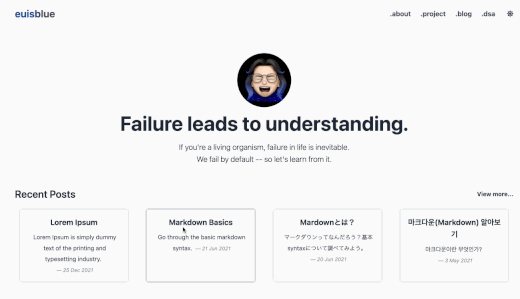 euisblue
.about .project .blog .dsa
Failure leads to understanding.
If you're a living organism, failure in life is inevitable.
We fail by default -- so let's learn from it.
Recent Posts
View more...
Lorem Ipsum
Lorem Ipsum is simply dummy
text of the printing and
typesetting industry.
— 25 Dec 2021
Markdown Basics
Go through the basic markdown
syntax. — 21 Jun 2021
Mardownとは？
マークダウンってなんだろう？基本
syntaxについて調べてみよう。
— 20 Jun 2021
마크다운(Markdown) 알아보
기
마크다운이란 무엇인가?
— 3 May 2021